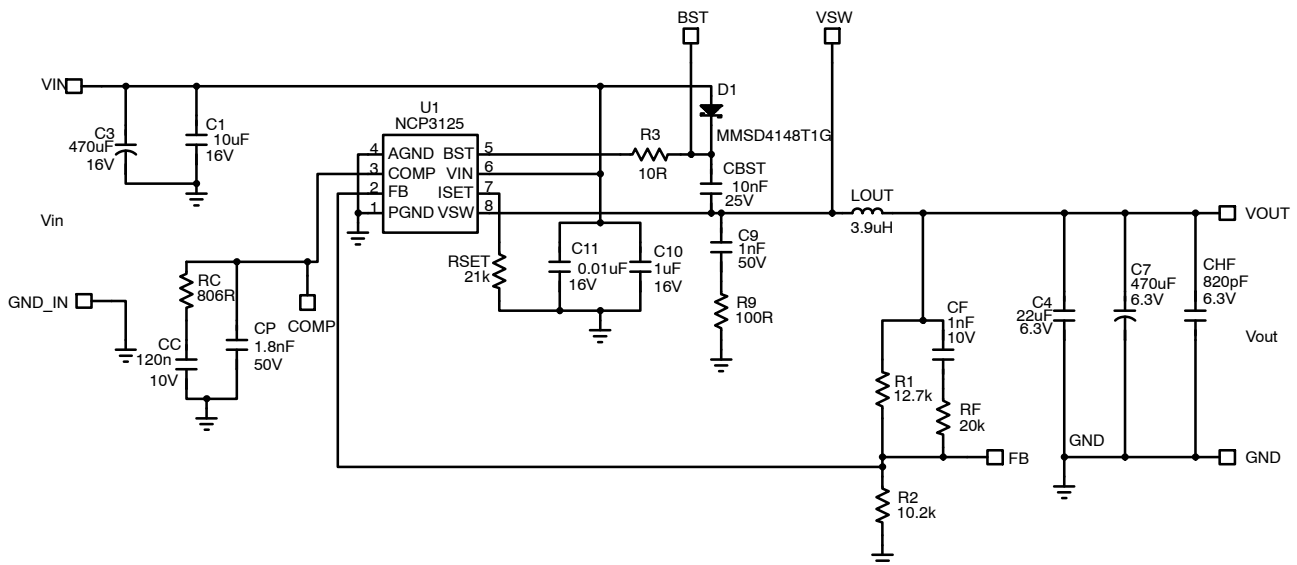 BST
VSW
VIN
D1
U1
NCP3125
C3
470uF
16V
C1
10uF
16V
MMSD4148T1G
R3
10R
4 AGND BST 5
3 COMP VIN 6
2 FB ISET 7
1 PGND VSW 8
CBST
10nF
25V
LOUT
3.9uH
VOUT
Vin
C9
1nF
50V
C11
0.01uF
16V
C10
1uF
16V
RSET
21k
RC
806R
GND_IN
COMP
CC
120n
10V
CP
1.8nF
50V
R9
100R
C7
470uF
6.3V
CHF
820pF
6.3V
C4
22uF
6.3V
CF
1nF
10V
Vout
R1
12.7k
RF
20k
GND
FB
GND
R2
10.2k